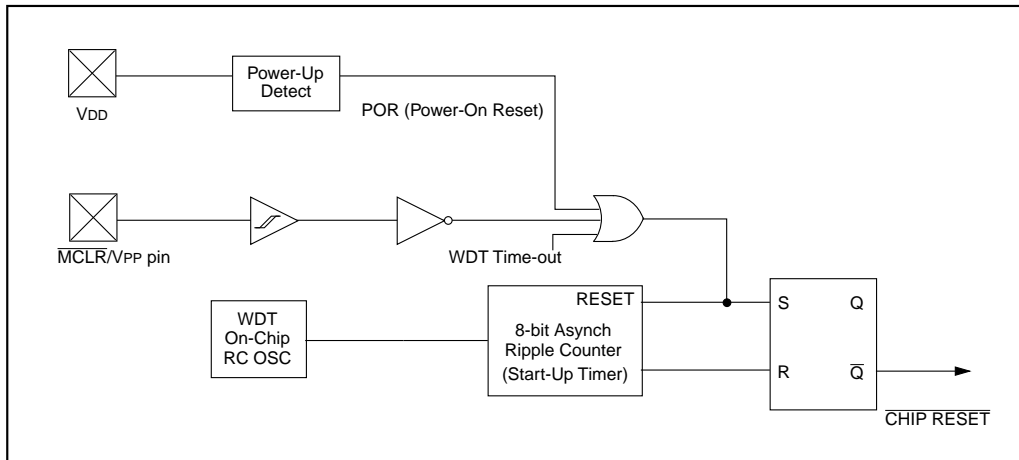 Power-Up
Detect
VDD
POR (Power-On Reset)
MCLR/VPP pin
WDT Time-out
WDT
On-Chip
RC OSC
RESET
8-bit Asynch
Ripple Counter
(Start-Up Timer)
S
Q
R
Q
CHIP RESET